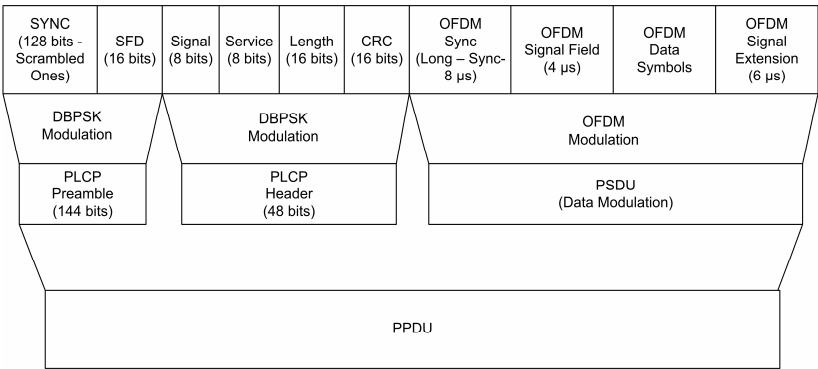 SYNC
(128 bits -
Scrambled
Ones)
SFD
(16 bits)
Signal
(8 bits)
Service
(8 bits)
Length
(16 bits)
CRC
(16 bits)
OFDM
Sync
(Long – Sync-
8 µs)
OFDM
Signal Field
(4 µs)
OFDM
Data
Symbols
OFDM
Signal
Extension
(6 µs)
DBPSK
Modulation
DBPSK
Modulation
OFDM
Modulation
PLCP
Preamble
(144 bits)
PLCP
Header
(48 bits)
PSDU
(Data Modulation)
PPDU